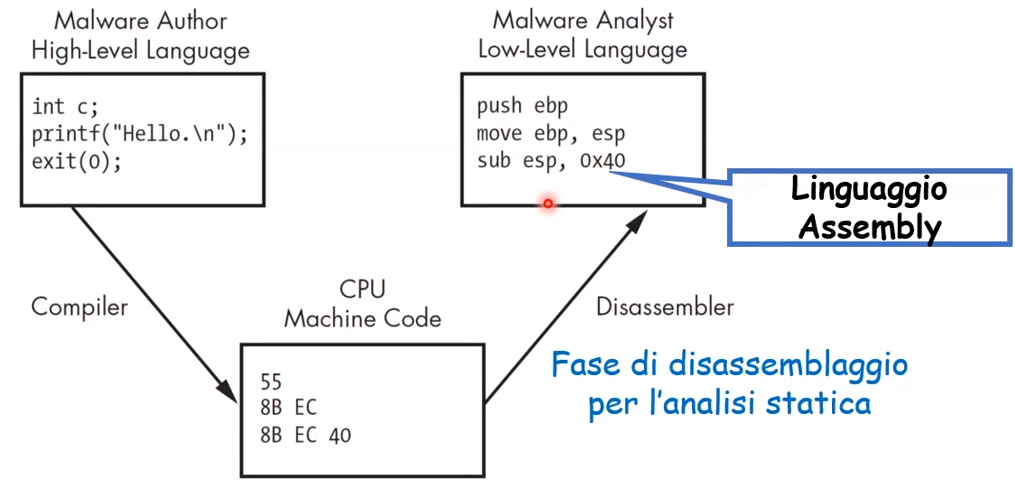 Malware Author
High-Level Language
int c;
printf("Hello.\n");
exit(0);
Malware Analyst
Low-Level Language
push ebp
move ebp, esp
sub esp, 0x40
Linguaggio
Assembly
Compiler
CPU
Machine Code
55
8B EC
8B EC 40
Disassembler
Fase di disassemblaggio
per l'analisi statica